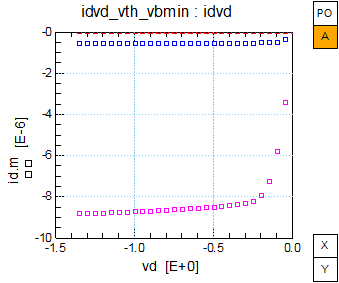 idvd_vth_vbmin : idvd
PO
A
-0
-2
-4
-6
-8
-10
id.m [E-6]
-1.5
-1.0
-0.5
0.0
vd [E+0]
X
Y